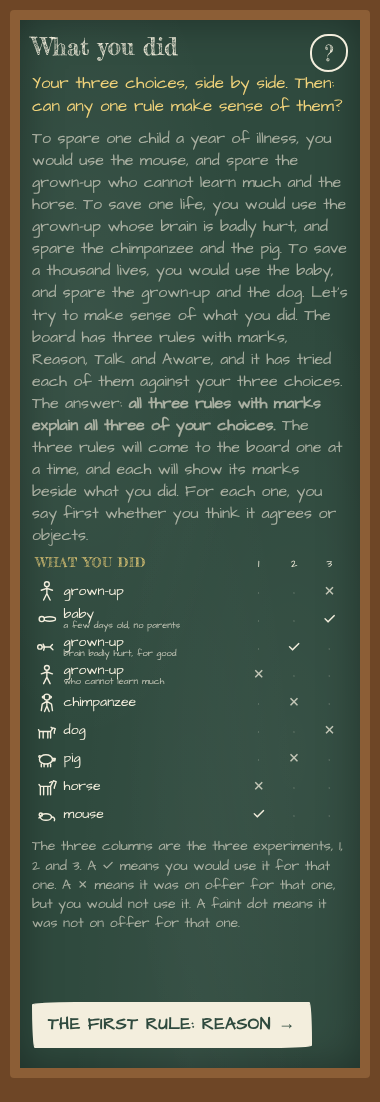 What you did
?
Your three choices, side by side. Then:
can any one rule make sense of them?
To spare one child a year of illness, you
would use the mouse, and spare the
grown-up who cannot learn much and the
horse. To save one life, you would use the
grown-up whose brain is badly hurt, and
spare the chimpanzee and the pig. To save
a thousand lives, you would use the baby,
and spare the grown-up and the dog. Let's
try to make sense of what you did. The
board has three rules with marks,
Reason, Talk and Aware, and it has tried
each of them against your three choices.
The answer: all three rules with marks
explain all three of your choices. The
three rules will come to the board one at
a time, and each will show its marks
beside what you did. For each one, you
say first whether you think it agrees or
objects.
WHAT YOU DID 1 2 3
grown-up · · ×
baby · · ✓
a few days old, no parents
grown-up · ✓ ·
brain badly hurt, for good
grown-up × · ·
who cannot learn much
chimpanzee · × ·
dog · · ×
pig · × ·
horse × · ·
mouse ✓ · ·
The three columns are the three experiments, 1,
2 and 3. A ✓ means you would use it for that
one. A × means it was on offer for that one,
but you would not use it. A faint dot means it
was not on offer for that one.
THE FIRST RULE: REASON →